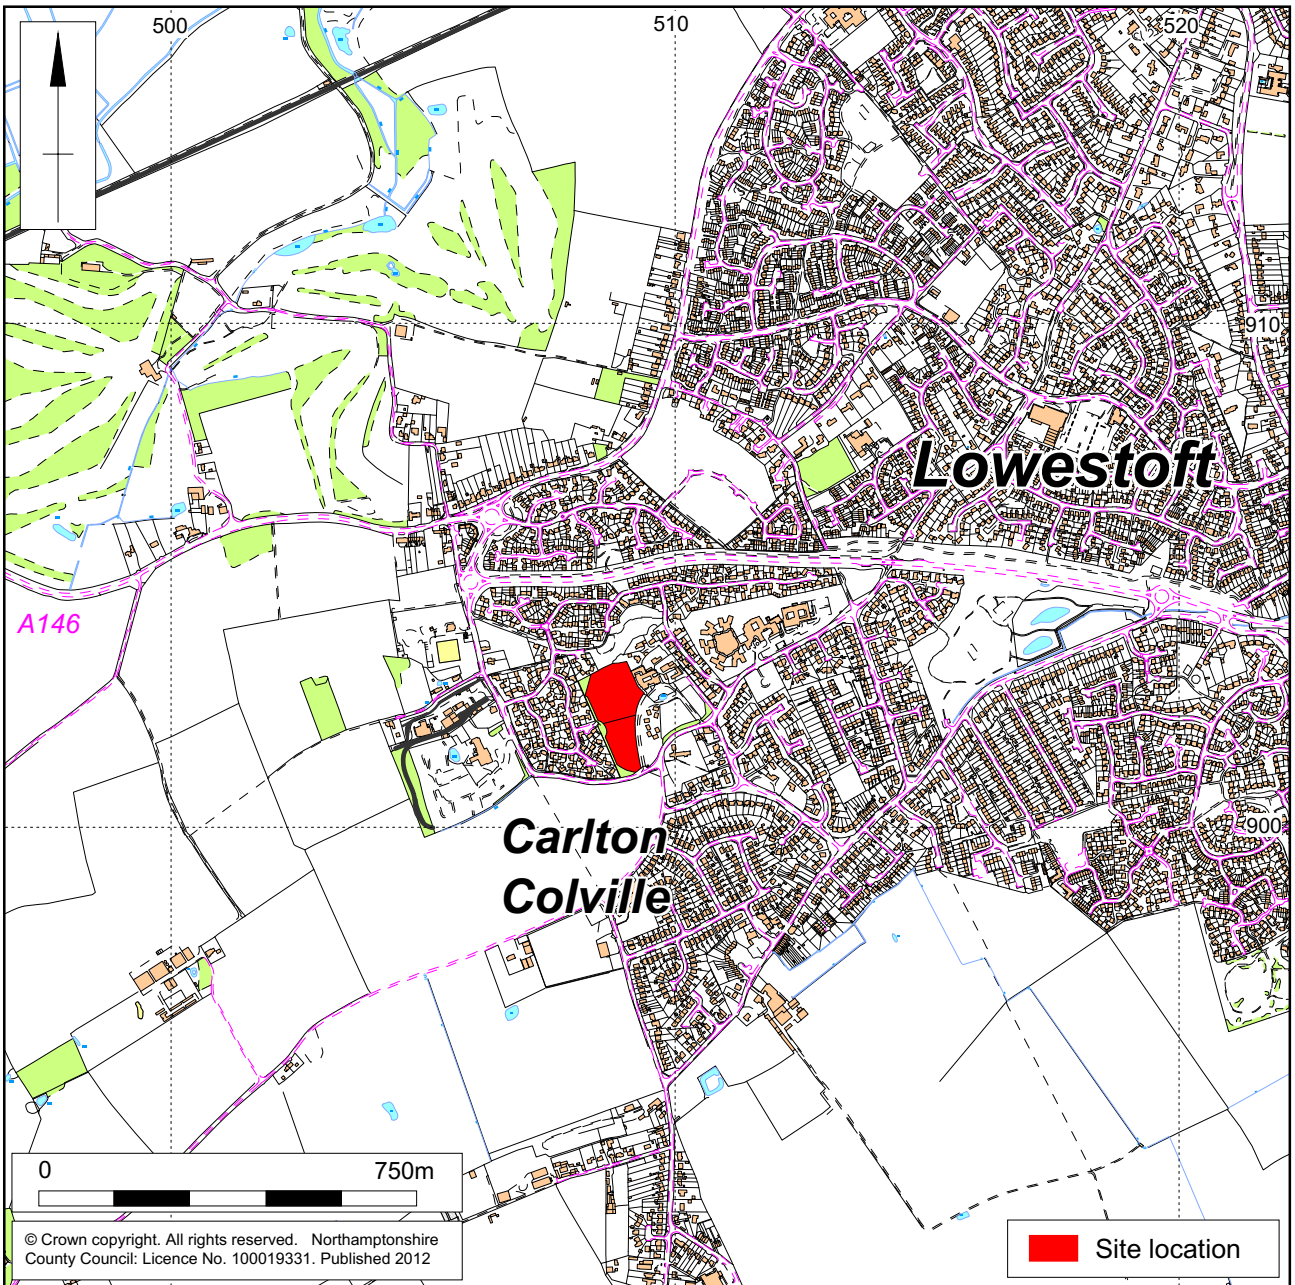 500
510
520
910
Lowestoft
A146
900
Carlton
Colville
0 750m
© Crown copyright. All rights reserved. Northamptonshire
County Council: Licence No. 100019331. Published 2012
Site location